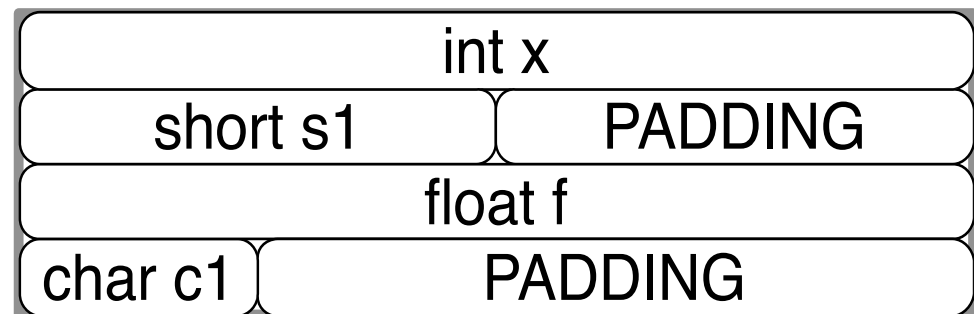 int x
short s1 PADDING
float f
char c1 PADDING